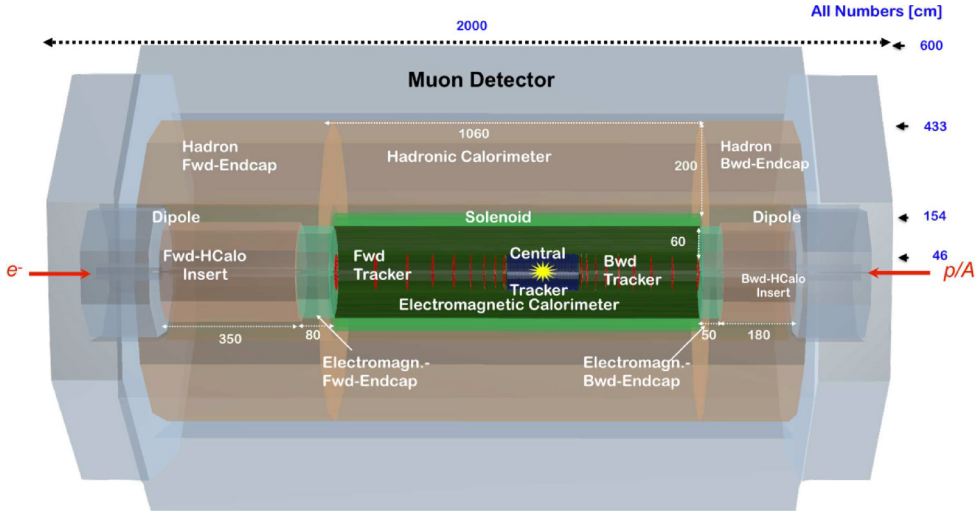 All Numbers [cm]
2000
600
Muon Detector
433
1060
Hadron
Fwd-Endcap
Hadronic Calorimeter
Hadron
Bwd-Endcap
200
Dipole
Solenoid
Dipole
154
60
Fwd-HCalo
Insert
Fwd
Tracker
Central
Tracker
Bwd
Tracker
46
e-
p/A
Bwd-HCalo
Insert
Electromagnetic Calorimeter
350
80
50
180
Electromagn.-
Fwd-Endcap
Electromagn.-
Bwd-Endcap